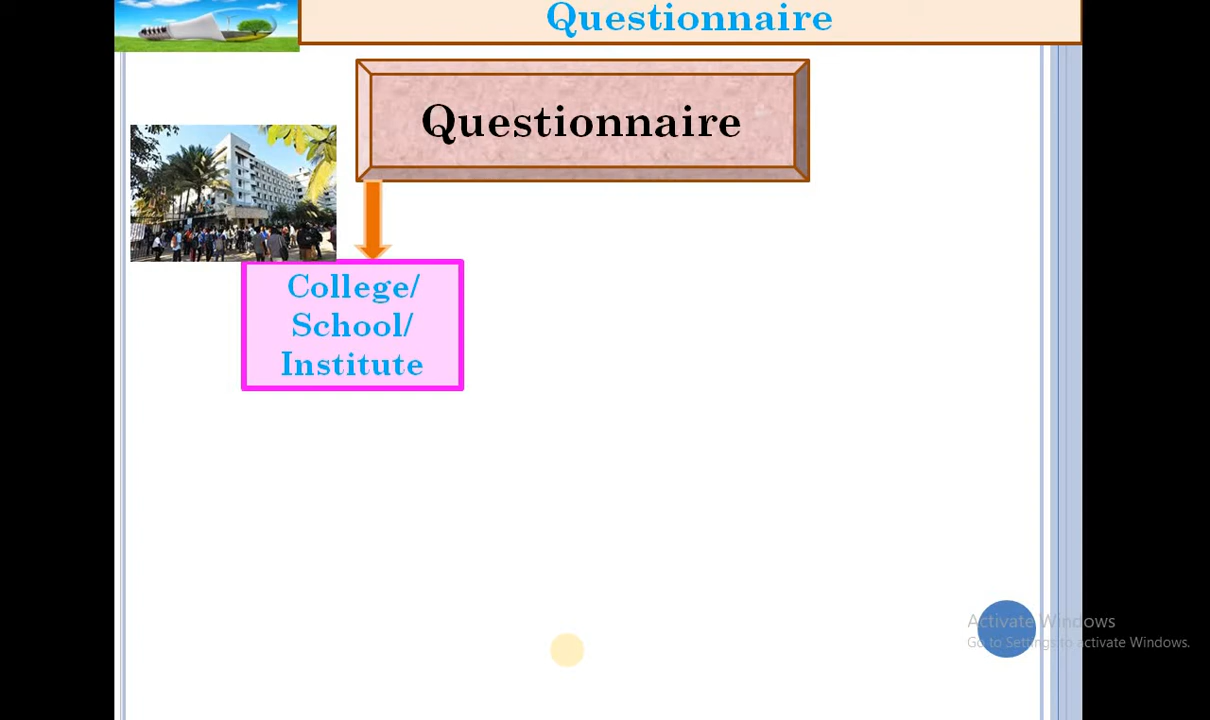 Questionnaire
Questionnaire
College/
School/
Institute
Activate Windows
Go to Settings to activate Windows.